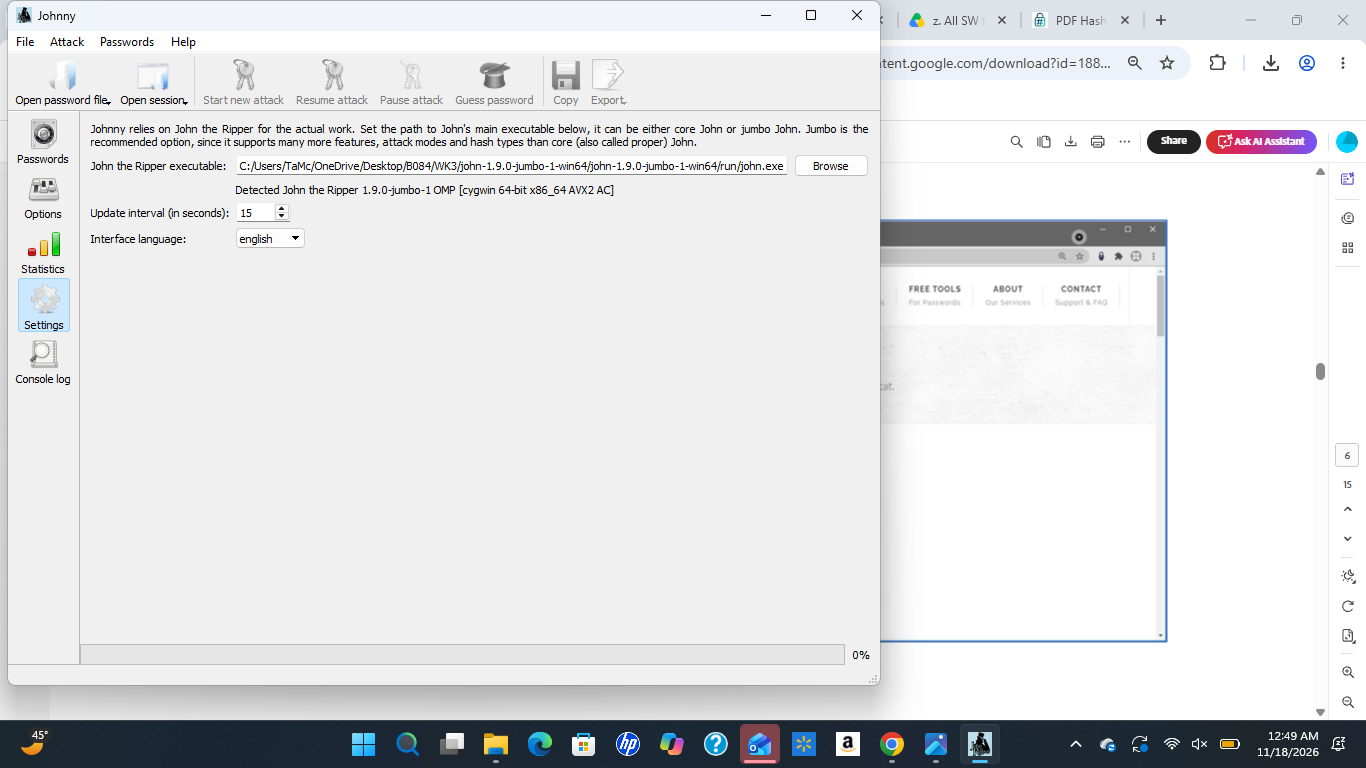 Johnny
z. All SW f
PDF Hash
File Attack Passwords Help
tent.google.com/download?id=188...
Open password file
Open session
Start new attack
Resume attack
Pause attack
Guess password
Copy
Export
Passwords
Options
Statistics
Settings
Console log
Johnny relies on John the Ripper for the actual work. Set the path to John's main executable below, it can be either core John or jumbo John. Jumbo is the
recommended option, since it supports many more features, attack modes and hash types than core (also called proper) John.
John the Ripper executable: C:/Users/TaMc/OneDrive/Desktop/B084/WK3/john-1.9.0-jumbo-1-win64/john-1.9.0-jumbo-1-win64/run/john.exe Browse
Detected John the Ripper 1.9.0-jumbo-1 OMP [cygwin 64-bit x86_64 AVX2 AC]
Update interval (in seconds): 15
Interface language: english
0%
Share
Ask AI Assistant
FREE TOOLS
For Passwords
ABOUT
Our Services
CONTACT
Support & FAQ
cat.
6
15
45°
12:49 AM
11/18/2026